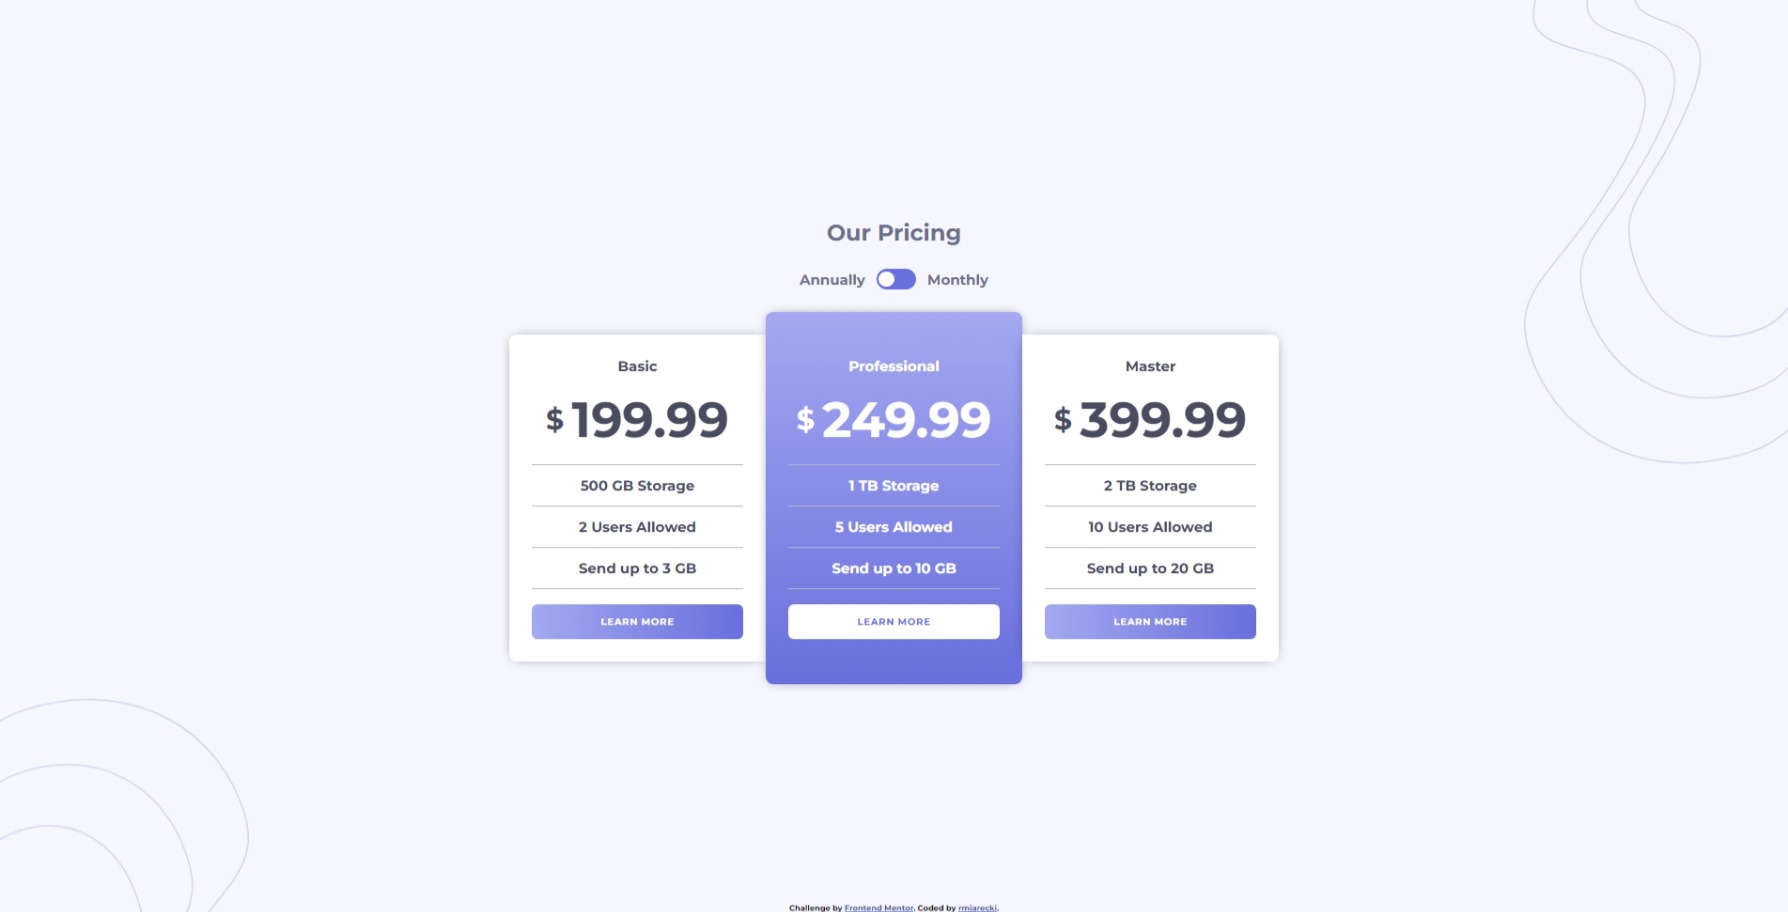 Our Pricing
Annually Monthly
Basic
$ 199.99
500 GB Storage
2 Users Allowed
Send up to 3 GB
LEARN MORE
Professional
$ 249.99
1 TB Storage
5 Users Allowed
Send up to 10 GB
LEARN MORE
Master
$ 399.99
2 TB Storage
10 Users Allowed
Send up to 20 GB
LEARN MORE
Challenge by Frontend Mentor. Coded by rmiarecki.